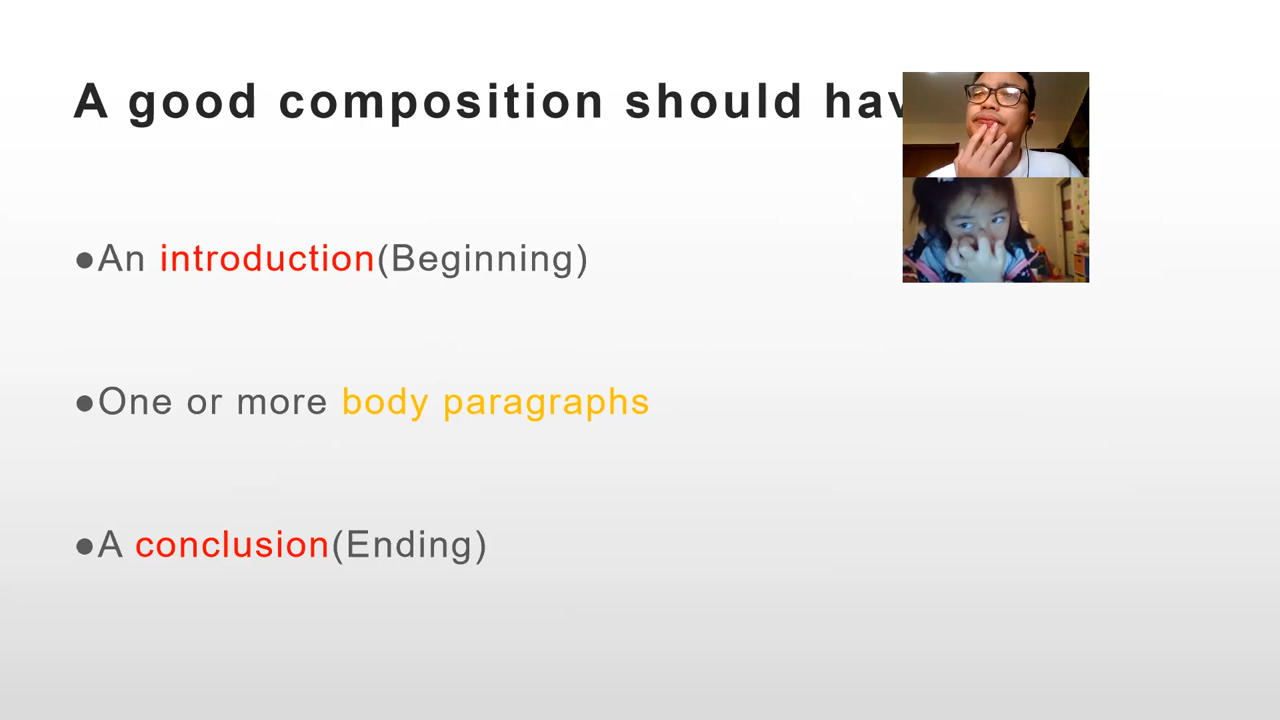 A good composition should hav
●An introduction(Beginning)
●One or more body paragraphs
●A conclusion(Ending)